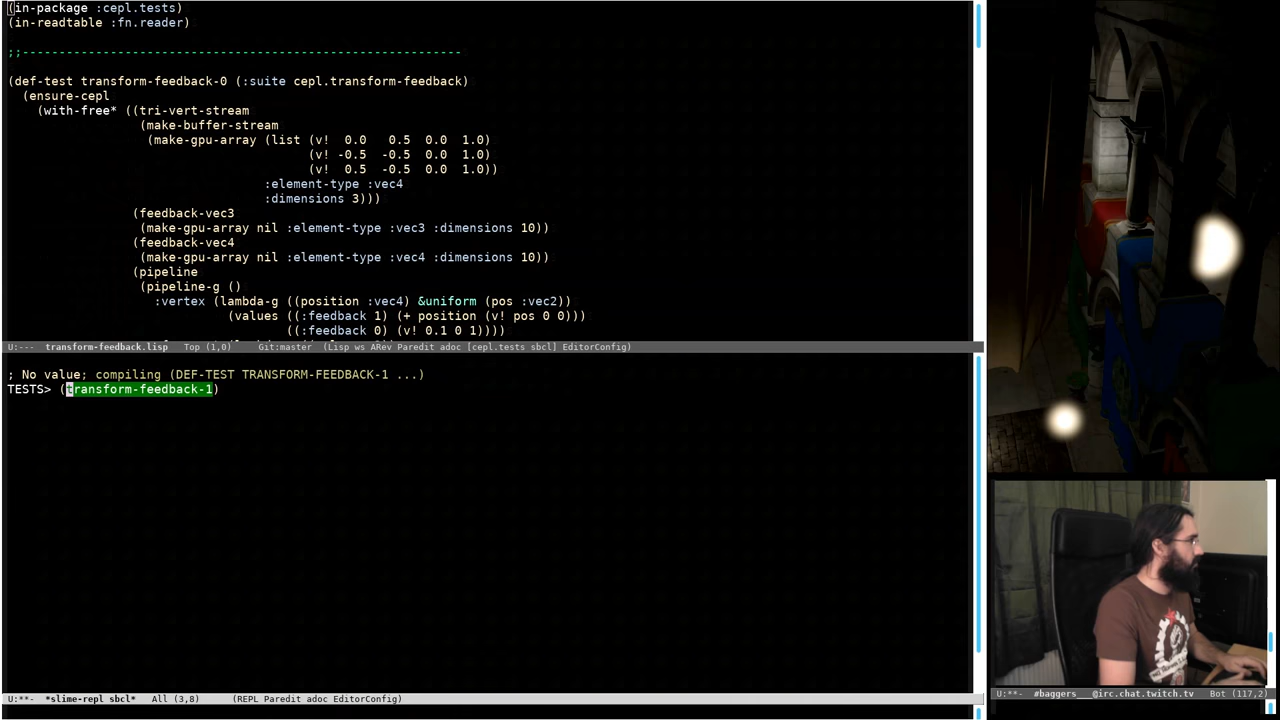 (in-package :cepl.tests)
(in-readtable :fn.reader)
;;------------------------------------------------------------
(def-test transform-feedback-0 (:suite cepl.transform-feedback)
(ensure-cepl
(with-free* ((tri-vert-stream
(make-buffer-stream
(make-gpu-array (list (v!  0.0   0.5  0.0  1.0)
(v! -0.5  -0.5  0.0  1.0)
(v!  0.5  -0.5  0.0  1.0))
:element-type :vec4
:dimensions 3)))
(feedback-vec3
(make-gpu-array nil :element-type :vec3 :dimensions 10))
(feedback-vec4
(make-gpu-array nil :element-type :vec4 :dimensions 10))
(pipeline
(pipeline-g ()
:vertex (lambda-g ((position :vec4) &uniform (pos :vec2))
(values ((:feedback 1) (+ position (v! pos 0 0)))
((:feedback 0) (v! 0.1 0 1))))
U:---  transform-feedback.lisp   Top (1,0)     Git:master  (Lisp ws ARev Paredit adoc [cepl.tests sbcl] EditorConfig)
; No value; compiling (DEF-TEST TRANSFORM-FEEDBACK-1 ...)
TESTS> (transform-feedback-1)
U:**-  *slime-repl sbcl*   All (3,8)      (REPL Paredit adoc EditorConfig)
U:**-  #baggers___@irc.chat.twitch.tv   Bot (117,2)